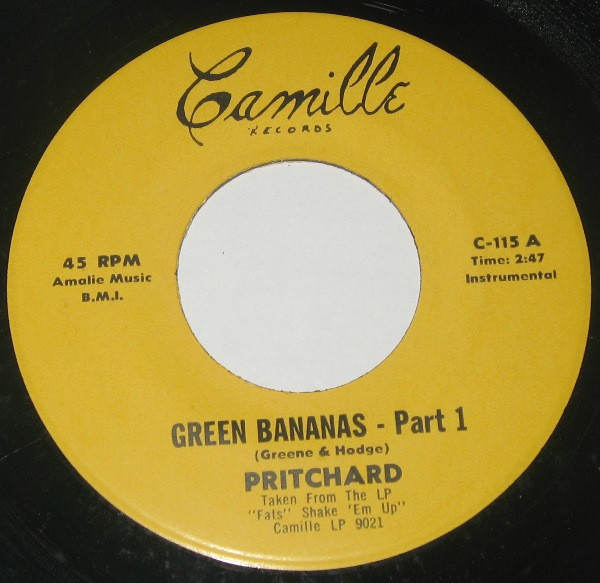 Camille
RECORDS
45 RPM
Amalie Music
B.M.I.
C-115 A
Time: 2:47
Instrumental
GREEN BANANAS - Part 1
(Greene & Hodge)
PRITCHARD
Taken From The LP
"Fats" Shake 'Em Up"
Camille LP 9021